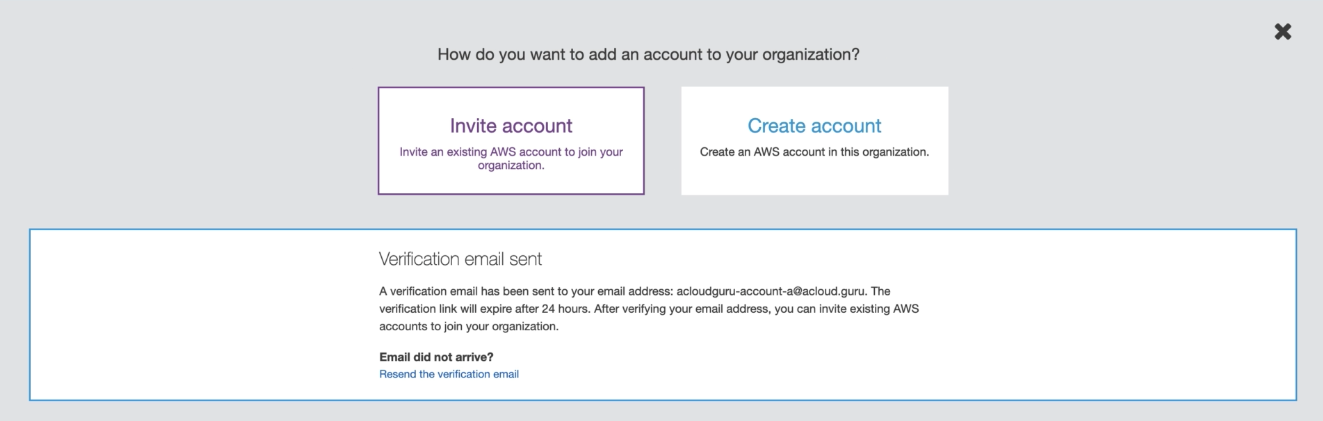 How do you want to add an account to your organization?
Invite account
Invite an existing AWS account to join your
organization.
Create account
Create an AWS account in this organization.
Verification email sent
A verification email has been sent to your email address: acloudguru-account-a@acloud.guru. The
verification link will expire after 24 hours. After verifying your email address, you can invite existing AWS
accounts to join your organization.
Email did not arrive?
Resend the verification email